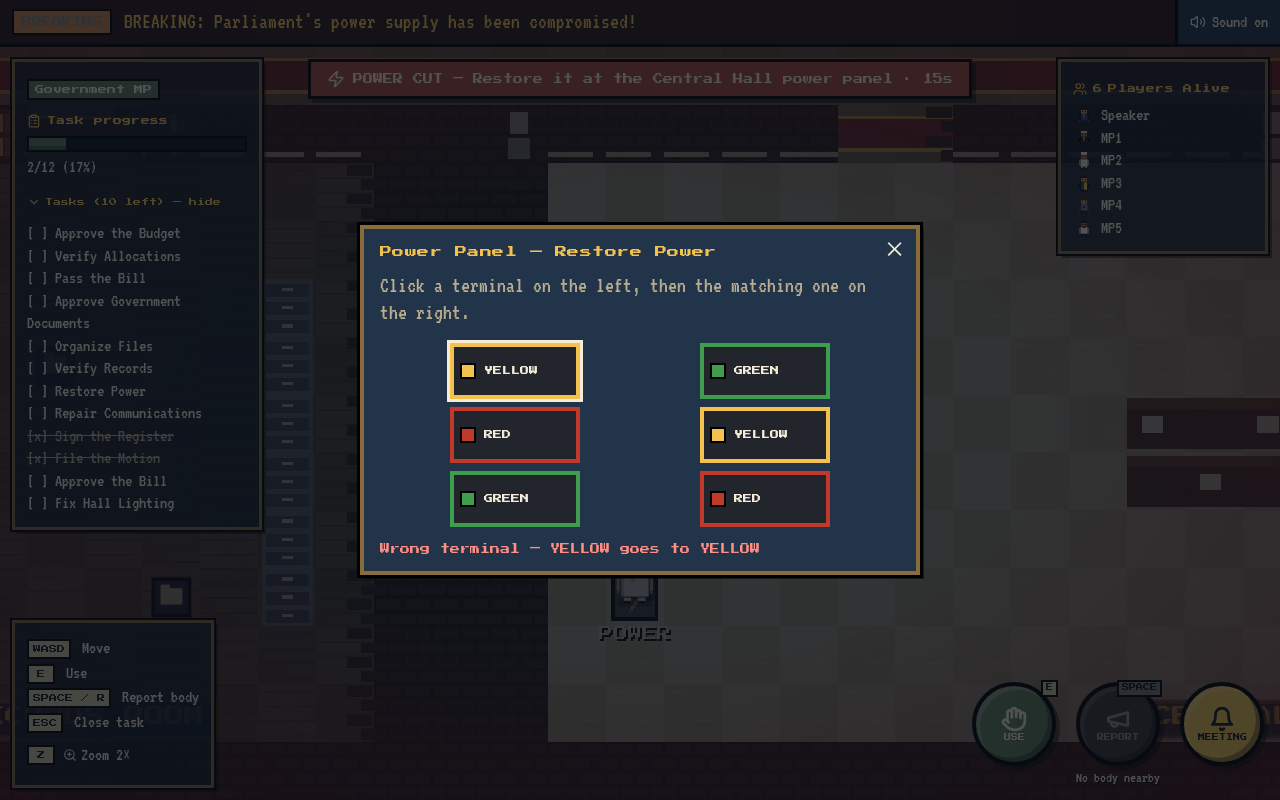 BREAKING
BREAKING: Parliament's power supply has been compromised!
Sound on
Government MP
Task progress
2/12 (17%)
Tasks (10 left) — hide
[ ] Approve the Budget
[ ] Verify Allocations
[ ] Pass the Bill
[ ] Approve Government
Documents
[ ] Organize Files
[ ] Verify Records
[ ] Restore Power
[ ] Repair Communications
[x] Sign the Register
[x] File the Motion
[ ] Approve the Bill
[ ] Fix Hall Lighting
POWER CUT — Restore it at the Central Hall power panel · 15s
6 Players Alive
Speaker
MP1
MP2
MP3
MP4
MP5
Power Panel — Restore Power
Click a terminal on the left, then the matching one on
the right.
YELLOW
GREEN
RED
YELLOW
GREEN
RED
Wrong terminal — YELLOW goes to YELLOW
POWER
WASD Move
E Use
SPACE / R Report body
ESC Close task
Z Zoom 2X
E
USE
SPACE
REPORT
MEETING
No body nearby